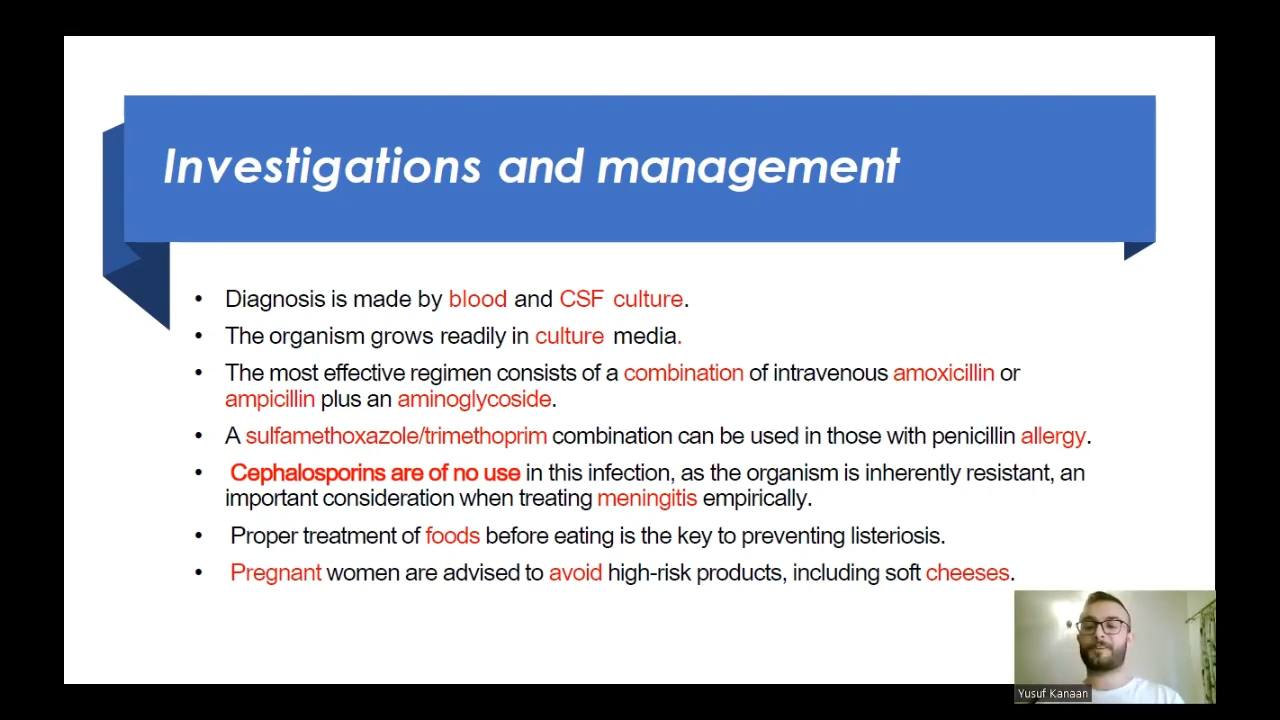 Investigations and management
• Diagnosis is made by blood and CSF culture.
• The organism grows readily in culture media.
• The most effective regimen consists of a combination of intravenous amoxicillin or
ampicillin plus an aminoglycoside.
• A sulfamethoxazole/trimethoprim combination can be used in those with penicillin allergy.
• Cephalosporins are of no use in this infection, as the organism is inherently resistant, an
important consideration when treating meningitis empirically.
• Proper treatment of foods before eating is the key to preventing listeriosis.
• Pregnant women are advised to avoid high-risk products, including soft cheeses.
Yusuf Kanaan